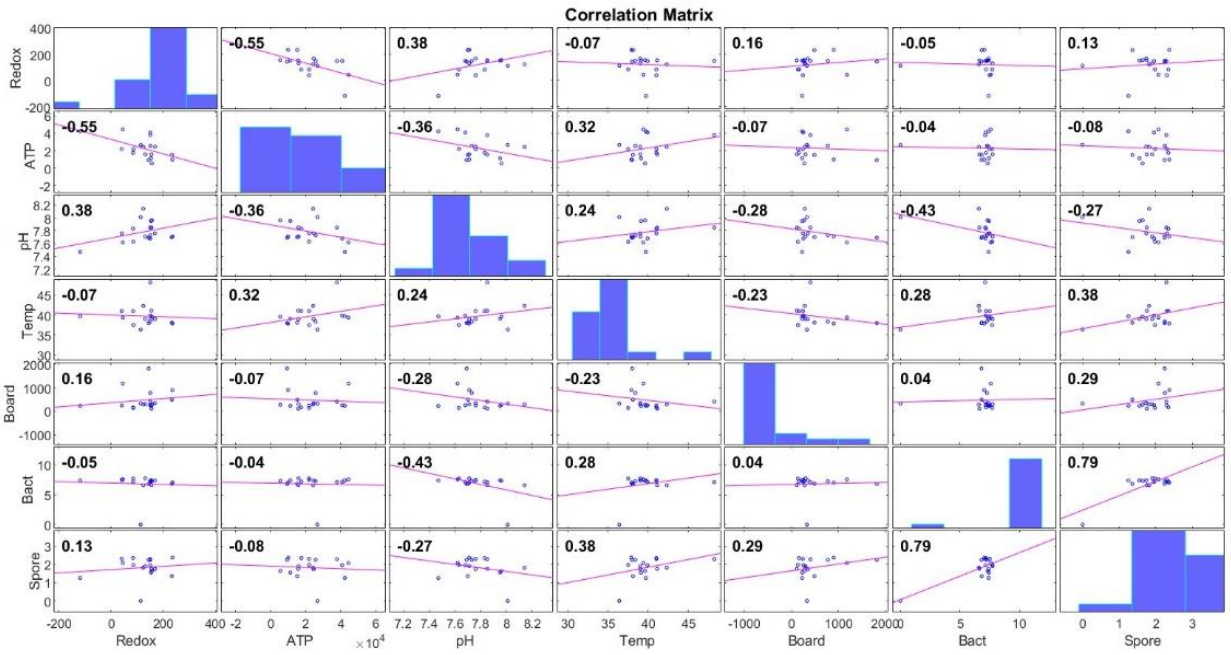 Correlation Matrix
Redox 400 200 0 -200 -0.55 0.38 -0.07 0.16 -0.05 0.13
ATP 6 4 2 0 -2 -0.55 -0.36 0.32 -0.07 -0.04 -0.08
pH 8.2 8 7.8 7.6 7.4 7.2 0.38 -0.36 0.24 -0.28 -0.43 -0.27
Temp 45 40 35 30 -0.07 0.32 0.24 -0.23 0.28 0.38
Board 2000 1000 0 -1000 0.16 -0.07 -0.28 -0.23 0.04 0.29
Bact 10 5 0 -0.05 -0.04 -0.43 0.28 0.04 0.79
Spore 3 2 1 0 0.13 -0.08 -0.27 0.38 0.29 0.79
-200 0 200 400 -2 0 2 4 6 7.2 7.4 7.6 7.8 8 8.2 30 35 40 45 -1000 0 1000 2000 0 5 10 0 1 2 3
×10⁴
Redox ATP pH Temp Board Bact Spore